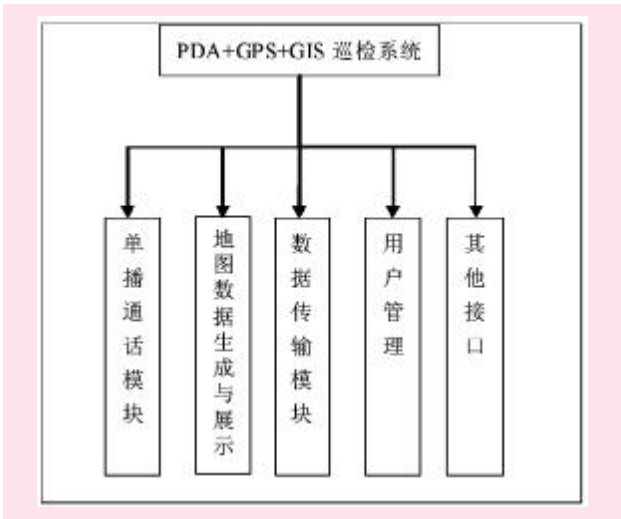 PDA+GPS+GIS 巡检系统
单播通话模块
地图数据生成与展示
数据传输模块
用户管理
其他接口